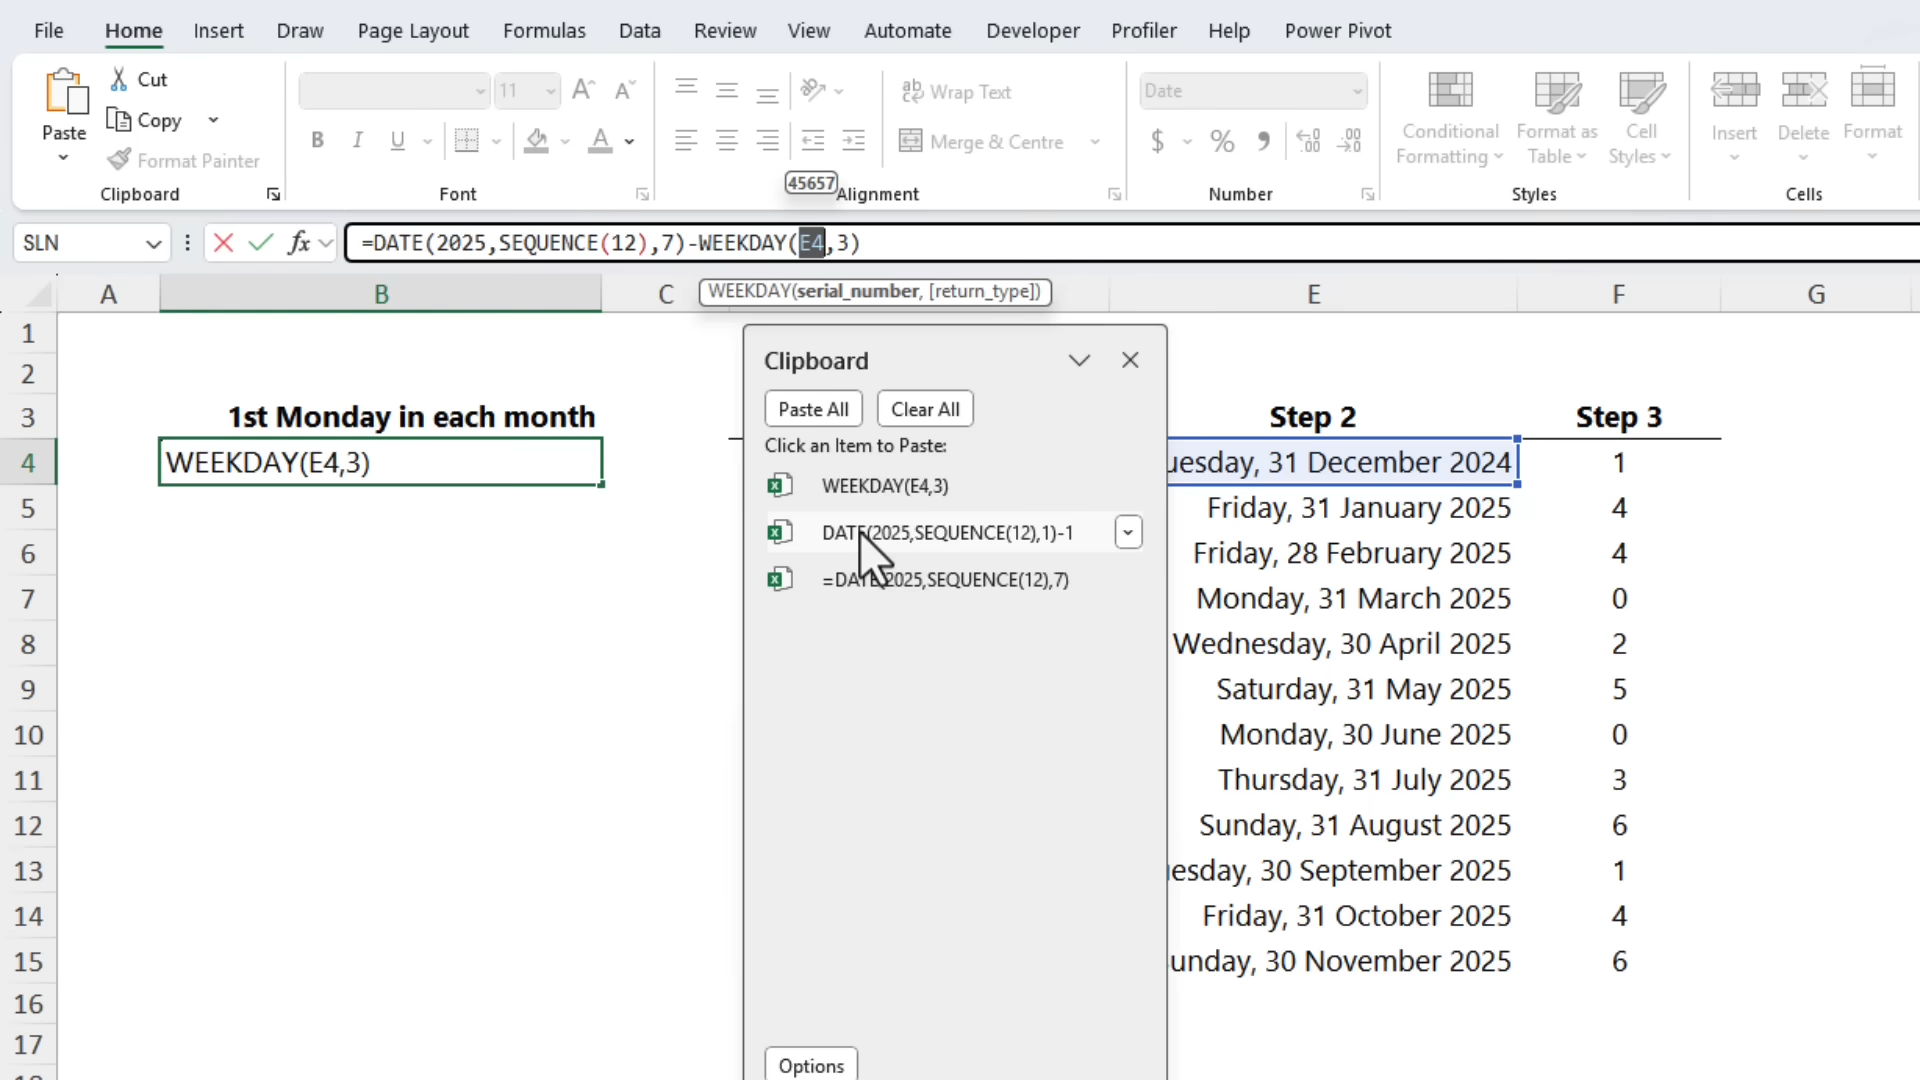 File Home Insert Draw Page Layout Formulas Data Review View Automate Developer Profiler Help Power Pivot
Paste
Cut
Copy
Format Painter
Clipboard
11
B I U
Font
Wrap Text
Merge & Centre
45657
Alignment
Date
$ %
Number
Conditional Formatting
Format as Table
Cell Styles
Styles
Insert Delete Format
Cells
SLN
fx
=DATE(2025,SEQUENCE(12),7)-WEEKDAY(E4,3)
WEEKDAY(serial_number, [return_type])
A B C E F G
1
2
3 1st Monday in each month Step 2 Step 3
4 WEEKDAY(E4,3) uesday, 31 December 2024 1
5 Friday, 31 January 2025 4
6 Friday, 28 February 2025 4
7 Monday, 31 March 2025 0
8 Wednesday, 30 April 2025 2
9 Saturday, 31 May 2025 5
10 Monday, 30 June 2025 0
11 Thursday, 31 July 2025 3
12 Sunday, 31 August 2025 6
13 esday, 30 September 2025 1
14 Friday, 31 October 2025 4
15 unday, 30 November 2025 6
16
17
Clipboard
Paste All Clear All
Click an Item to Paste:
WEEKDAY(E4,3)
DATE(2025,SEQUENCE(12),1)-1
=DATE(2025,SEQUENCE(12),7)
Options